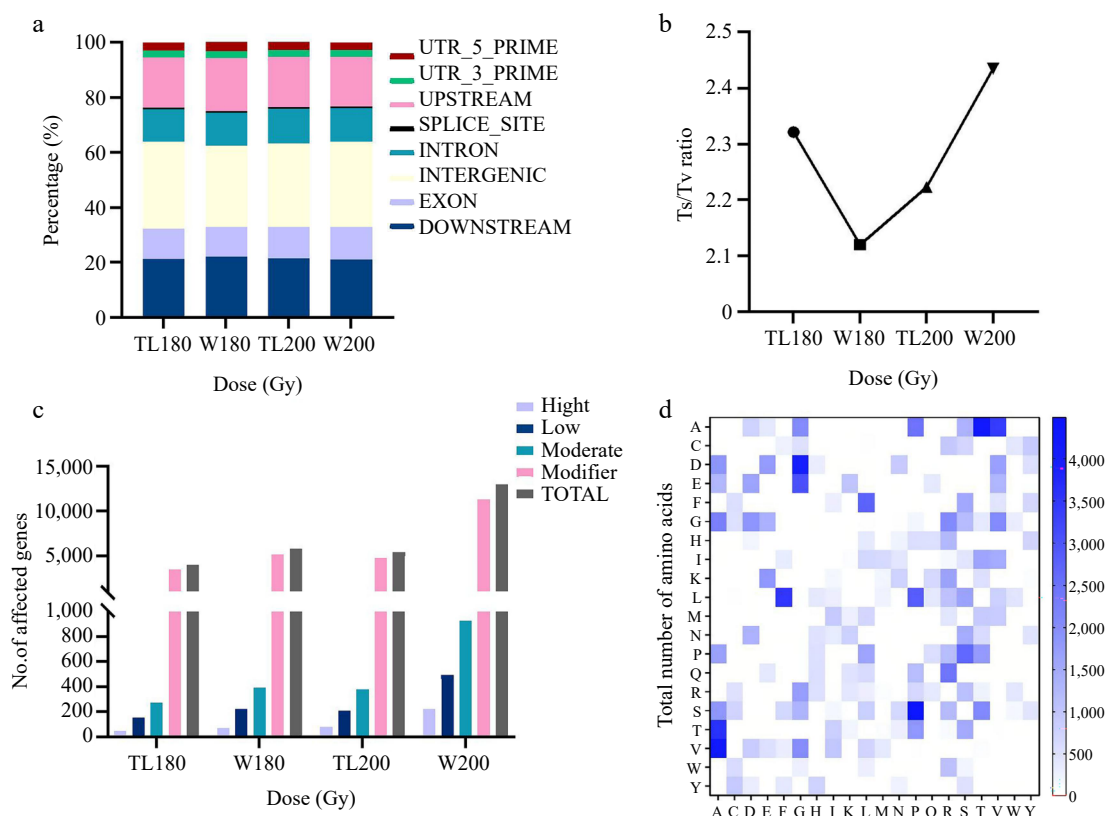 a
Percentage (%)
100
80
60
40
20
0
TL180 W180 TL200 W200
Dose (Gy)
UTR_5_PRIME
UTR_3_PRIME
UPSTREAM
SPLICE_SITE
INTRON
INTERGENIC
EXON
DOWNSTREAM
b
Ts/Tv ratio
2.5
2.4
2.3
2.2
2.1
0
TL180 W180 TL200 W200
Dose (Gy)
c
Hight
Low
Moderate
Modifier
TOTAL
No.of affected genes
15,000
10,000
5,000
1,000
800
600
400
200
0
TL180 W180 TL200 W200
Dose (Gy)
d
Total number of amino acids
A
C
D
E
F
G
H
I
K
L
M
N
P
Q
R
S
T
V
W
Y
A C D E F G H I K L M N P Q R S T V W Y
4,000
3,500
3,000
2,500
2,000
1,500
1,000
500
0